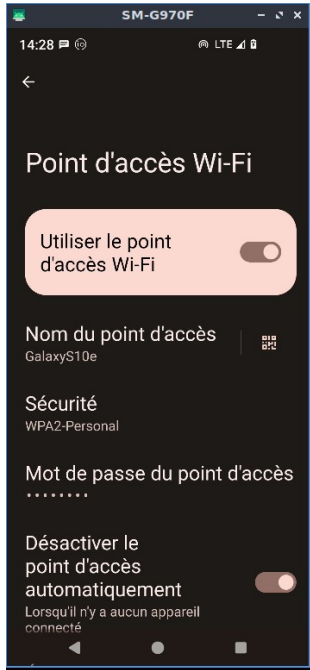 SM-G970F
14:28
LTE
Point d'accès Wi-Fi
Utiliser le point
d'accès Wi-Fi
Nom du point d'accès
GalaxyS10e
Sécurité
WPA2-Personal
Mot de passe du point d'accès
••••••••
Désactiver le
point d'accès
automatiquement
Lorsqu'il n'y a aucun appareil
connecté